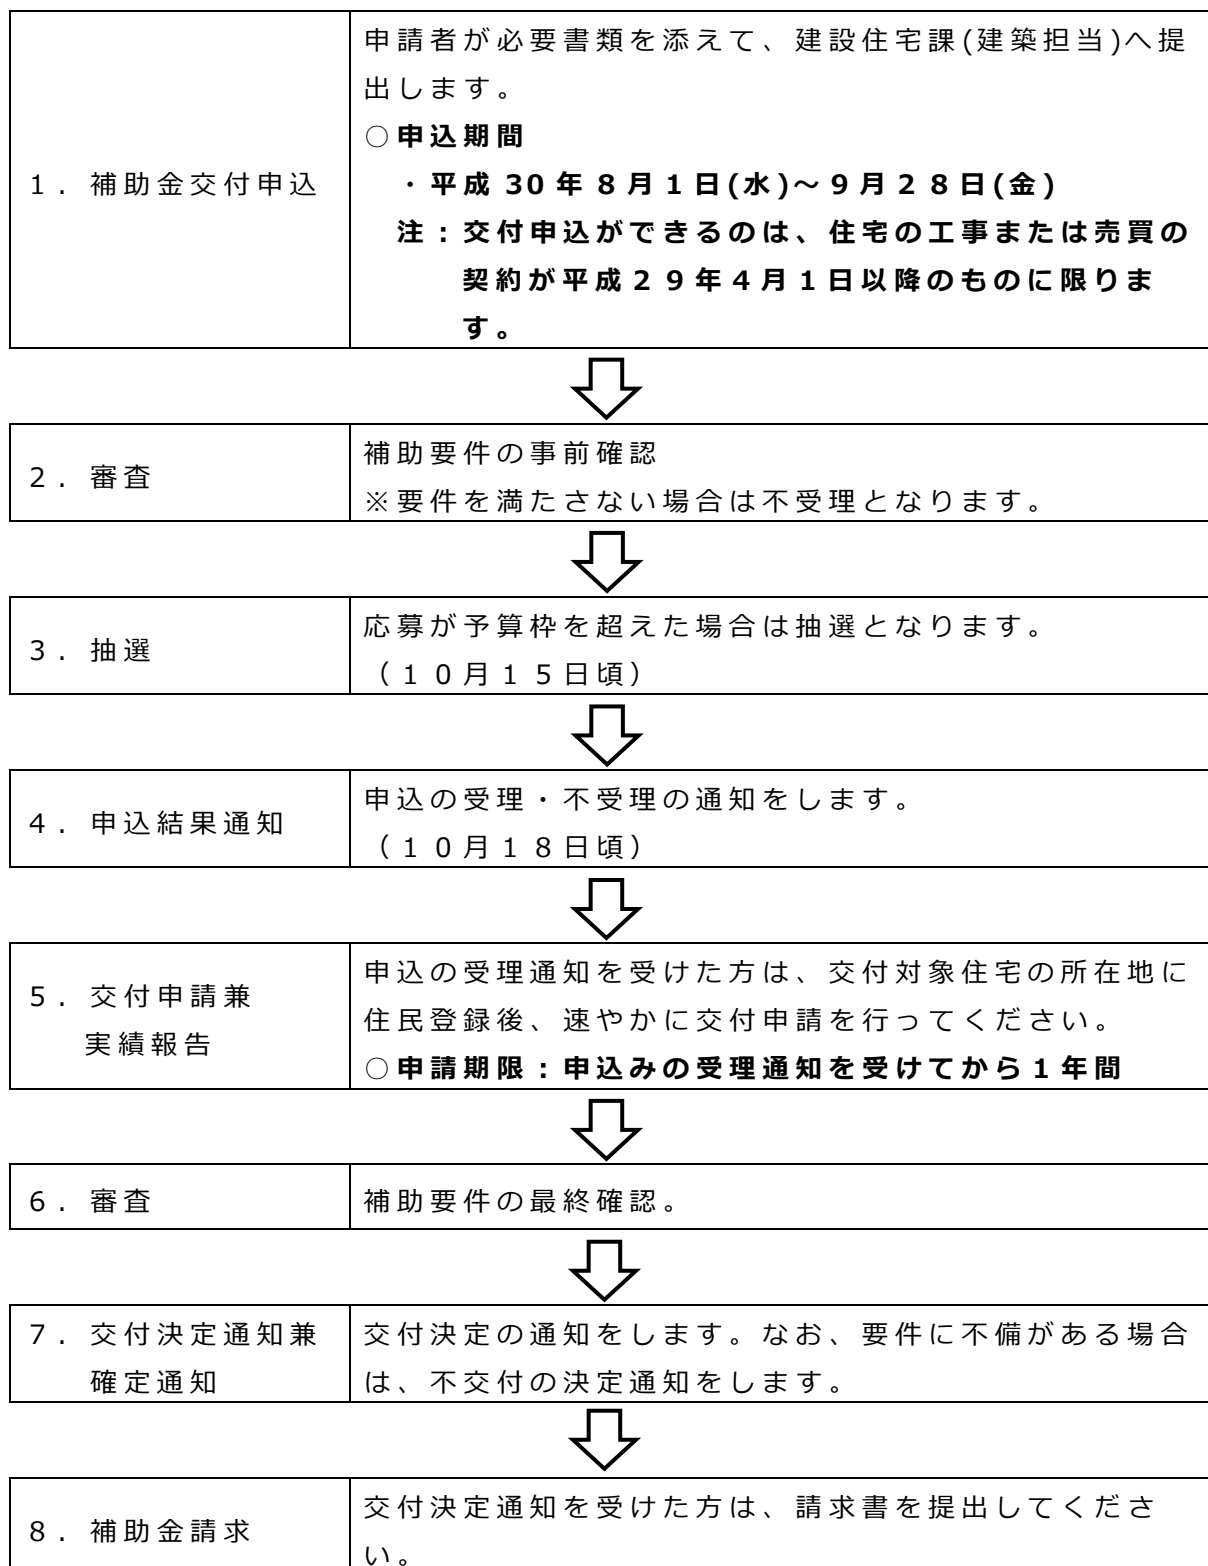 1．補助金交付申込
申請者が必要書類を添えて、建設住宅課(建築担当)へ提
出します。
○申込期間
・平成30年８月1日(水)～９月２８日(金)
注：交付申込ができるのは、住宅の工事または売買の
契約が平成２９年４月１日以降のものに限りま
す。
2．審査
補助要件の事前確認
※要件を満たさない場合は不受理となります。
3．抽選
応募が予算枠を超えた場合は抽選となります。
（１０月１５日頃）
4．申込結果通知
申込の受理・不受理の通知をします。
（１０月１８日頃）
5．交付申請兼
実績報告
申込の受理通知を受けた方は、交付対象住宅の所在地に
住民登録後、速やかに交付申請を行ってください。
○申請期限：申込みの受理通知を受けてから１年間
6．審査
補助要件の最終確認。
7．交付決定通知兼
確定通知
交付決定の通知をします。なお、要件に不備がある場合
は、不交付の決定通知をします。
8．補助金請求
交付決定通知を受けた方は、請求書を提出してくださ
い。